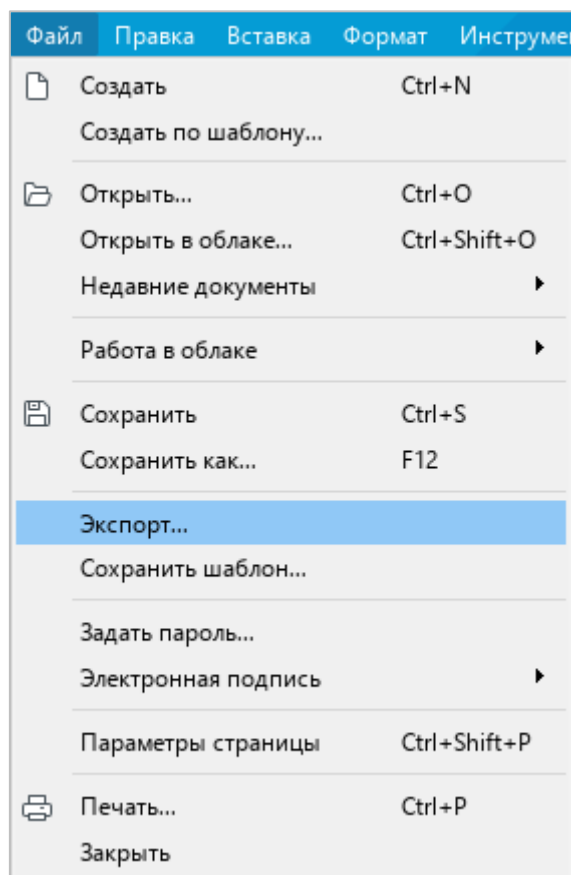 Файл Правка Вставка Формат
Создать Ctrl+N
Создать по шаблону...
Открыть... Ctrl+O
Открыть в облаке... Ctrl+Shift+O
Недавние документы
Работа в облаке
Сохранить Ctrl+S
Сохранить как... F12
Экспорт...
Сохранить шаблон...
Задать пароль...
Электронная подпись
Параметры страницы Ctrl+Shift+P
Печать... Ctrl+P
Закрыть